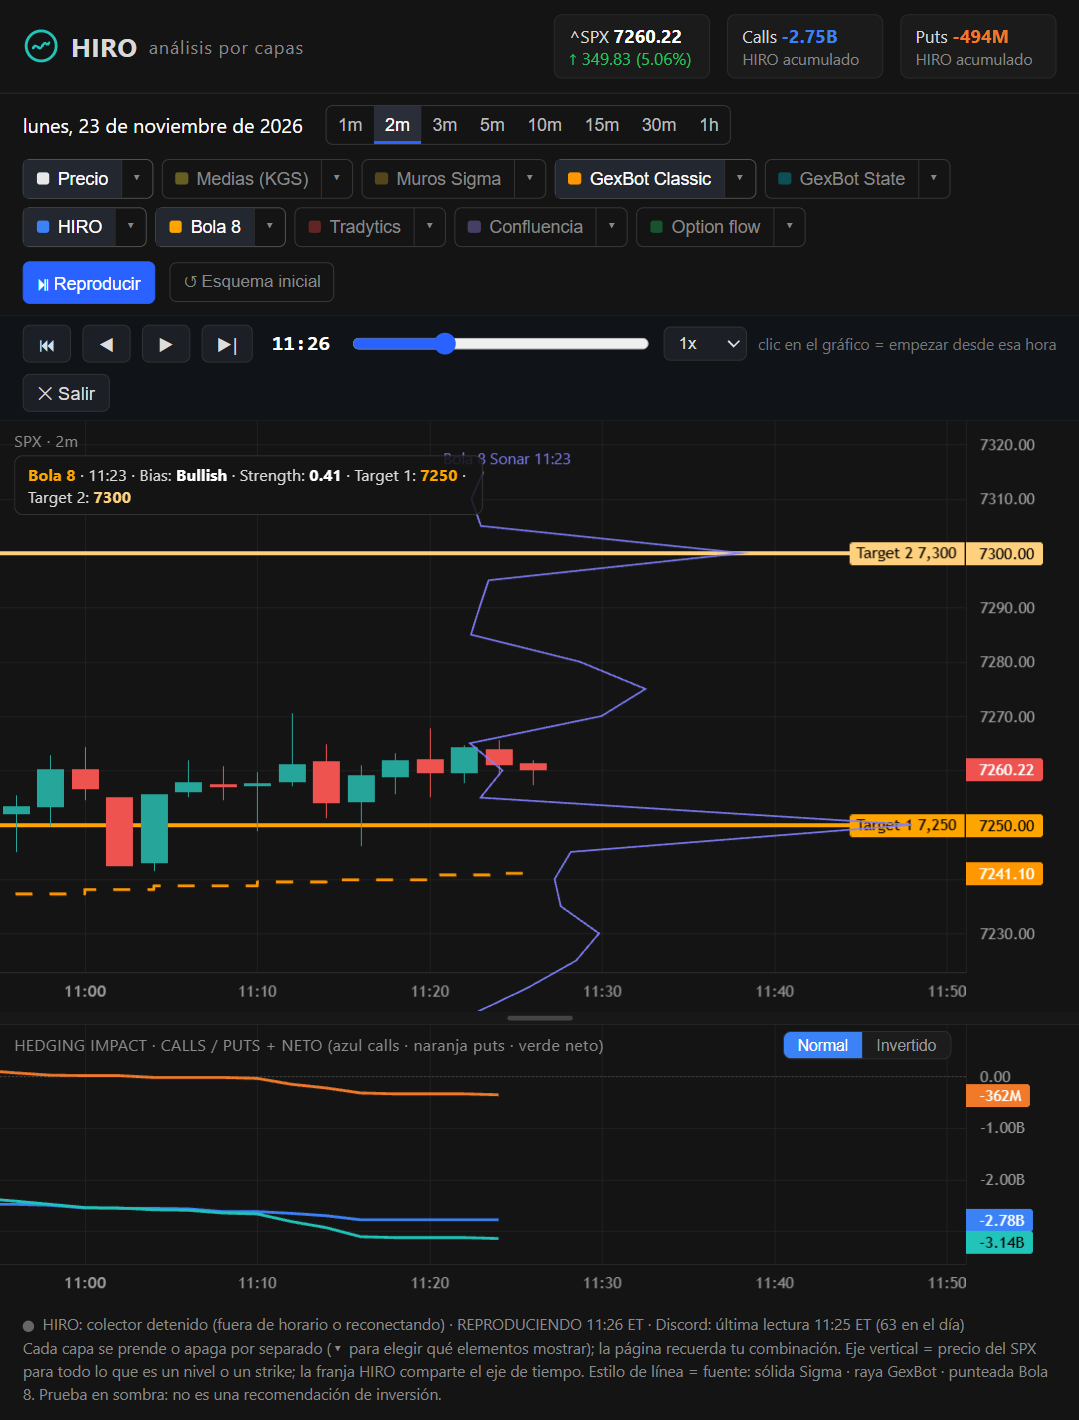 HIRO análisis por capas
^SPX 7260.22
↑ 349.83 (5.06%)
Calls -2.75B
HIRO acumulado
Puts -494M
HIRO acumulado
lunes, 23 de noviembre de 2026
1m 2m 3m 5m 10m 15m 30m 1h
Precio ▾ Medias (KGS) ▾ Muros Sigma ▾ GexBot Classic ▾ GexBot State ▾
HIRO ▾ Bola 8 ▾ Tradytics ▾ Confluencia ▾ Option flow ▾
Reproducir ↺ Esquema inicial
11:26 1x clic en el gráfico = empezar desde esa hora
✕ Salir
SPX · 2m
Bola 8 Sonar 11:23
Bola 8 · 11:23 · Bias: Bullish · Strength: 0.41 · Target 1: 7250 ·
Target 2: 7300
7320.00
7310.00
Target 2 7,300 7300.00
7290.00
7280.00
7270.00
7260.22
Target 1 7,250 7250.00
7241.10
7230.00
11:00 11:10 11:20 11:30 11:40 11:50
HEDGING IMPACT · CALLS / PUTS + NETO (azul calls · naranja puts · verde neto)
Normal Invertido
0.00
-362M
-1.00B
-2.00B
-2.78B
-3.14B
11:00 11:10 11:20 11:30 11:40 11:50
HIRO: colector detenido (fuera de horario o reconectando) · REPRODUCIENDO 11:26 ET · Discord: última lectura 11:25 ET (63 en el día)
Cada capa se prende o apaga por separado (▾ para elegir qué elementos mostrar); la página recuerda tu combinación. Eje vertical = precio del SPX
para todo lo que es un nivel o un strike; la franja HIRO comparte el eje de tiempo. Estilo de línea = fuente: sólida Sigma · raya GexBot · punteada Bola
8. Prueba en sombra: no es una recomendación de inversión.